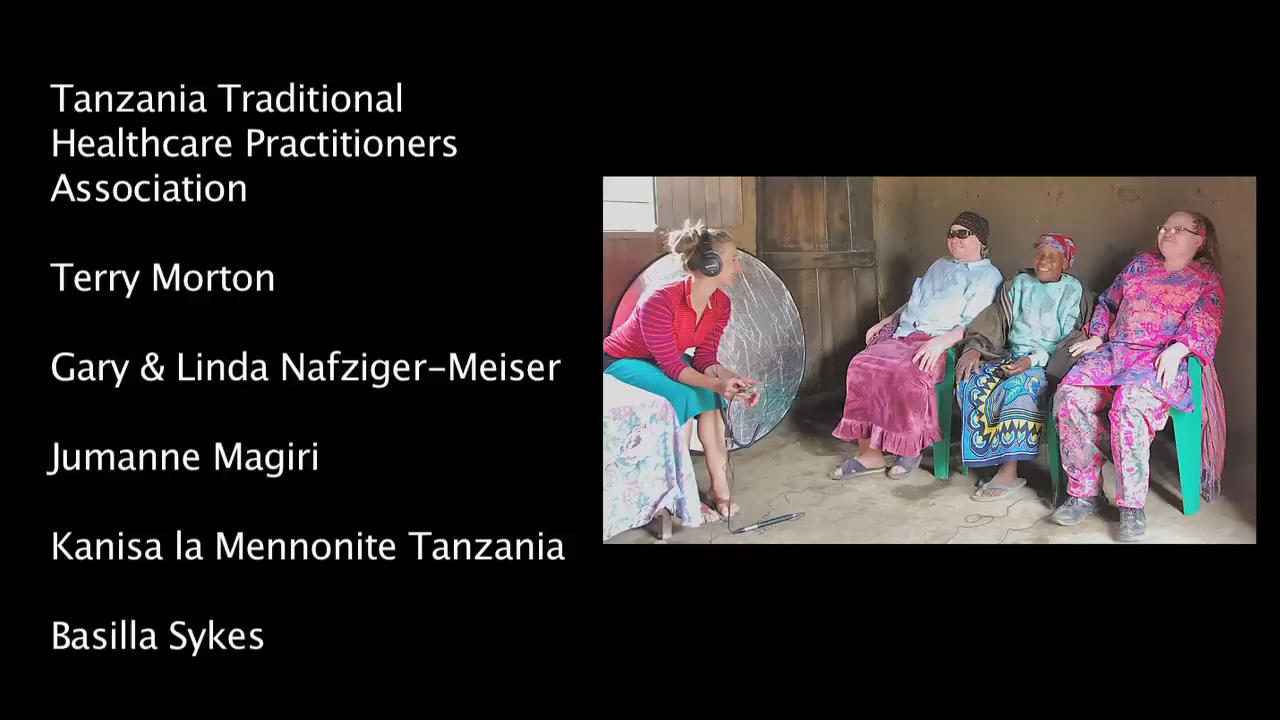 Tanzania Traditional
Healthcare Practitioners
Association
Terry Morton
Gary & Linda Nafziger-Meiser
Jumanne Magiri
Kanisa la Mennonite Tanzania
Basilla Sykes